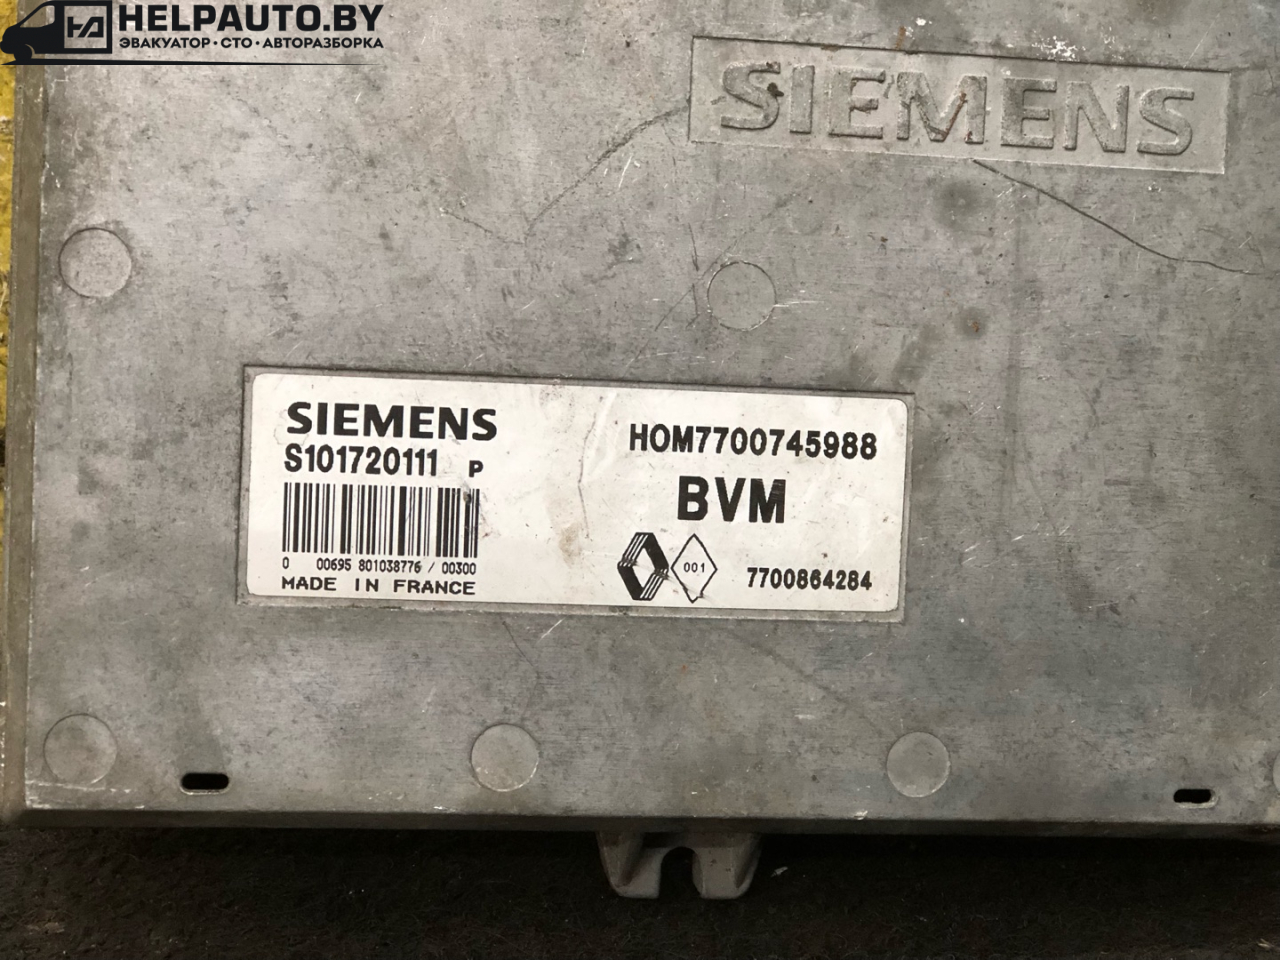 HELPAUTO.BY
ЭВАКУАТОР · СТО · АВТОРАЗБОРКА
SIEMENS
SIEMENS
S101720111 P
0 00695 801038776 / 00300
MADE IN FRANCE
HOM7700745988
BVM
001
7700864284